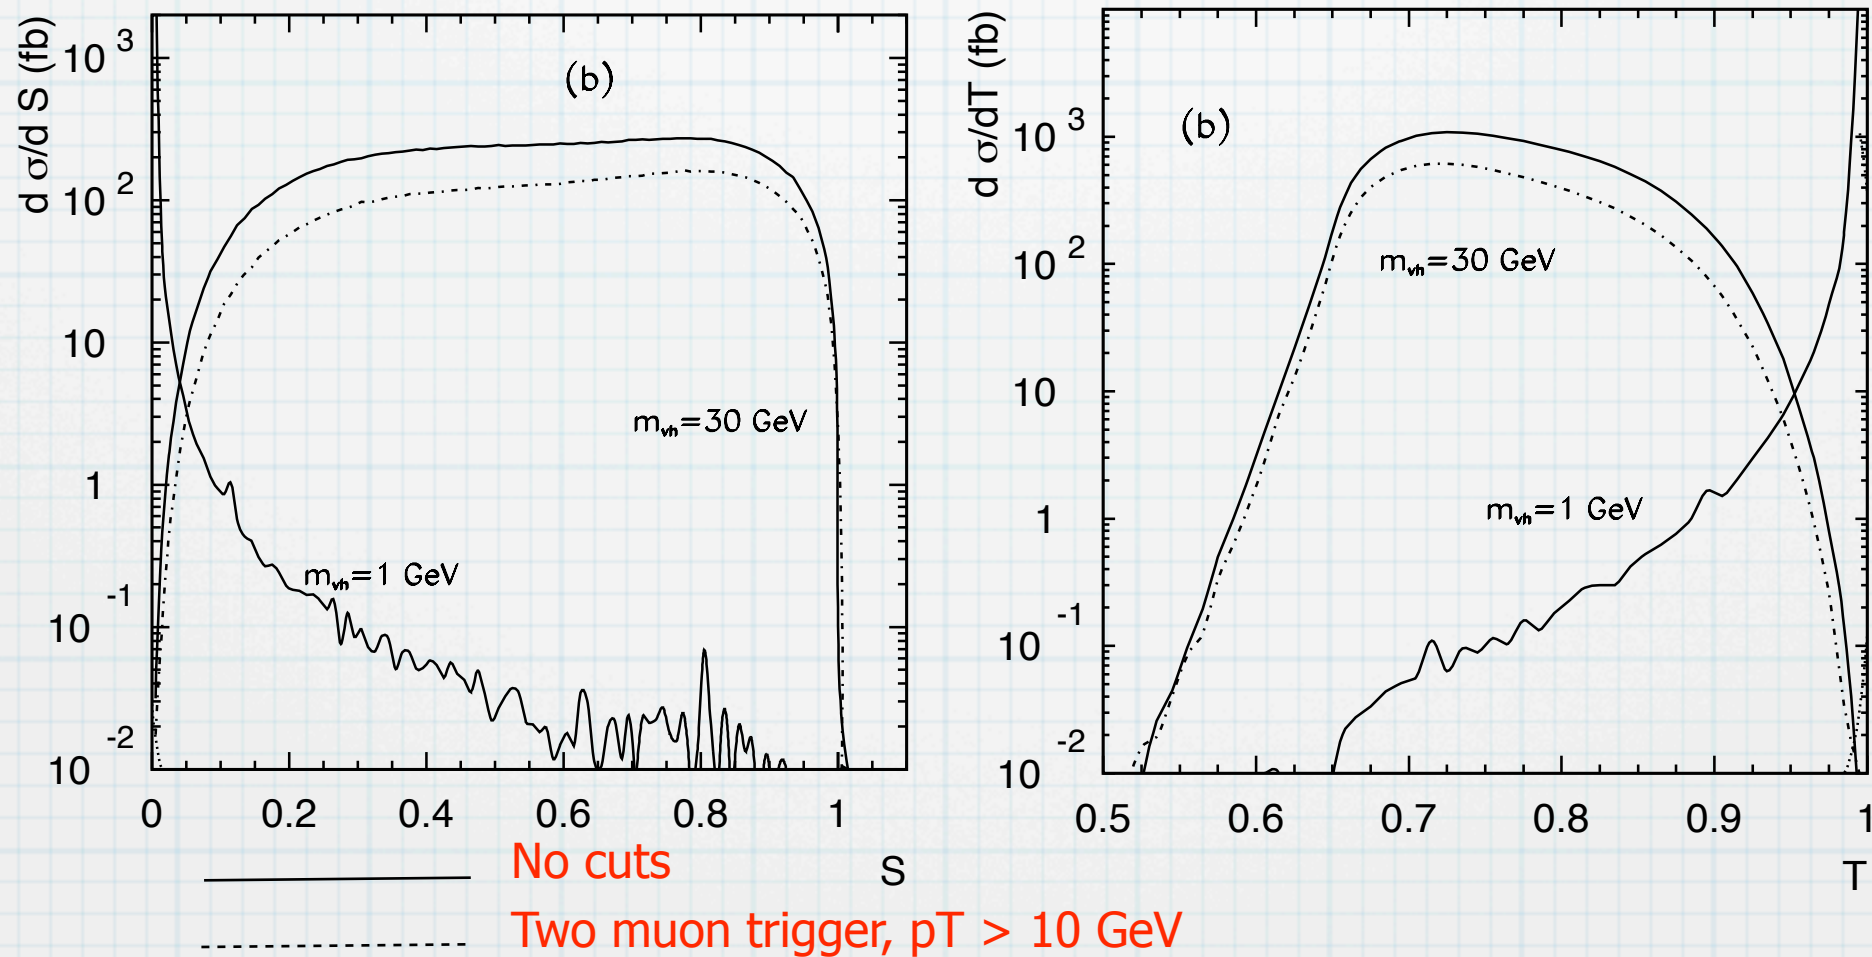 d σ/d S (fb)
(b)
10 3
10 2
10
1
10 -1
10 -2
m_vh=30 GeV
m_vh=1 GeV
0 0.2 0.4 0.6 0.8 1
S
d σ/dT (fb)
(b)
10 3
10 2
10
1
10 -1
10 -2
m_vh=30 GeV
m_vh=1 GeV
0.5 0.6 0.7 0.8 0.9 1
T
No cuts
Two muon trigger, pT > 10 GeV